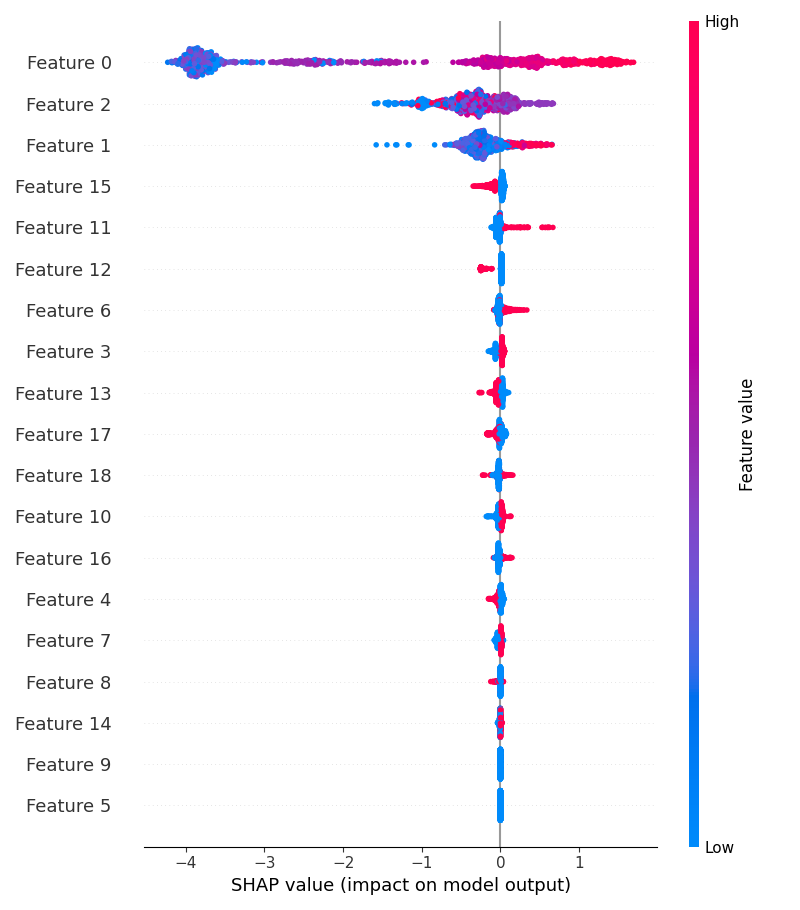 High
Feature 0
Feature 2
Feature 1
Feature 15
Feature 11
Feature 12
Feature 6
Feature 3
Feature 13
Feature 17
Feature 18
Feature 10
Feature 16
Feature 4
Feature 7
Feature 8
Feature 14
Feature 9
Feature 5
Feature value
Low
−4 −3 −2 −1 0 1
SHAP value (impact on model output)